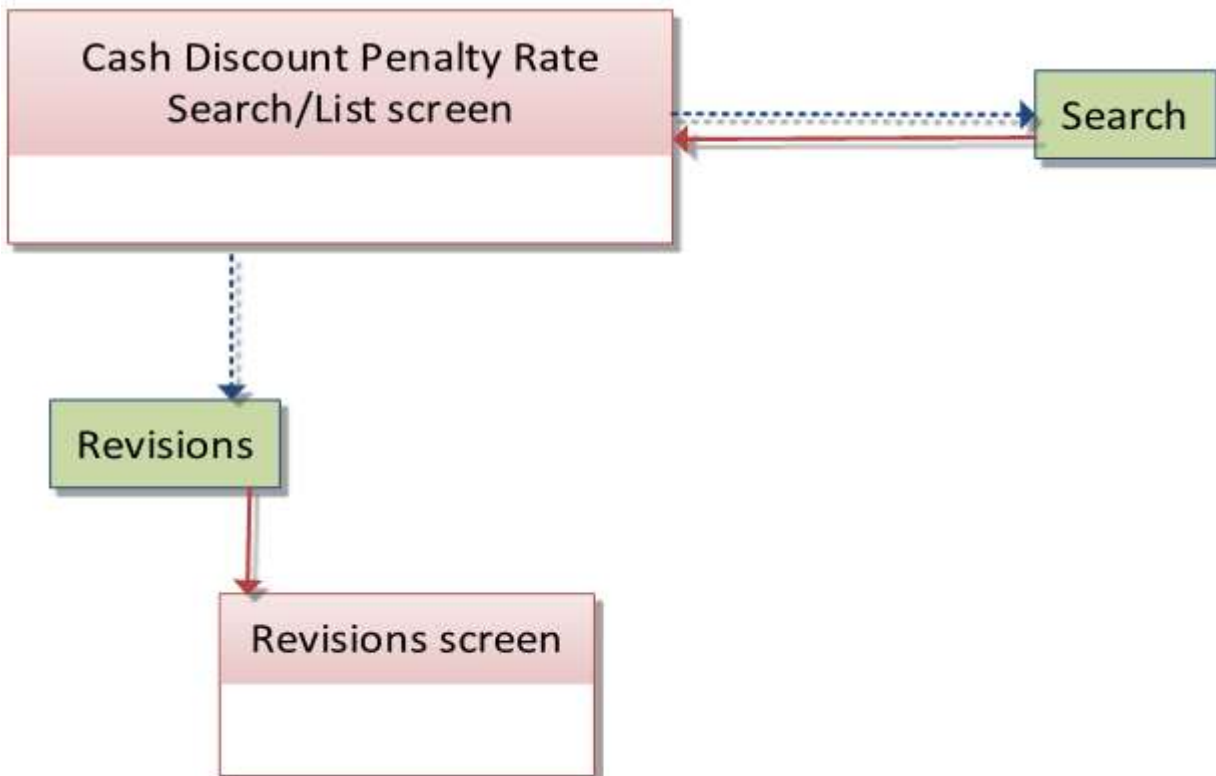 Cash Discount Penalty Rate
Search/List screen
Search
Revisions
Revisions screen